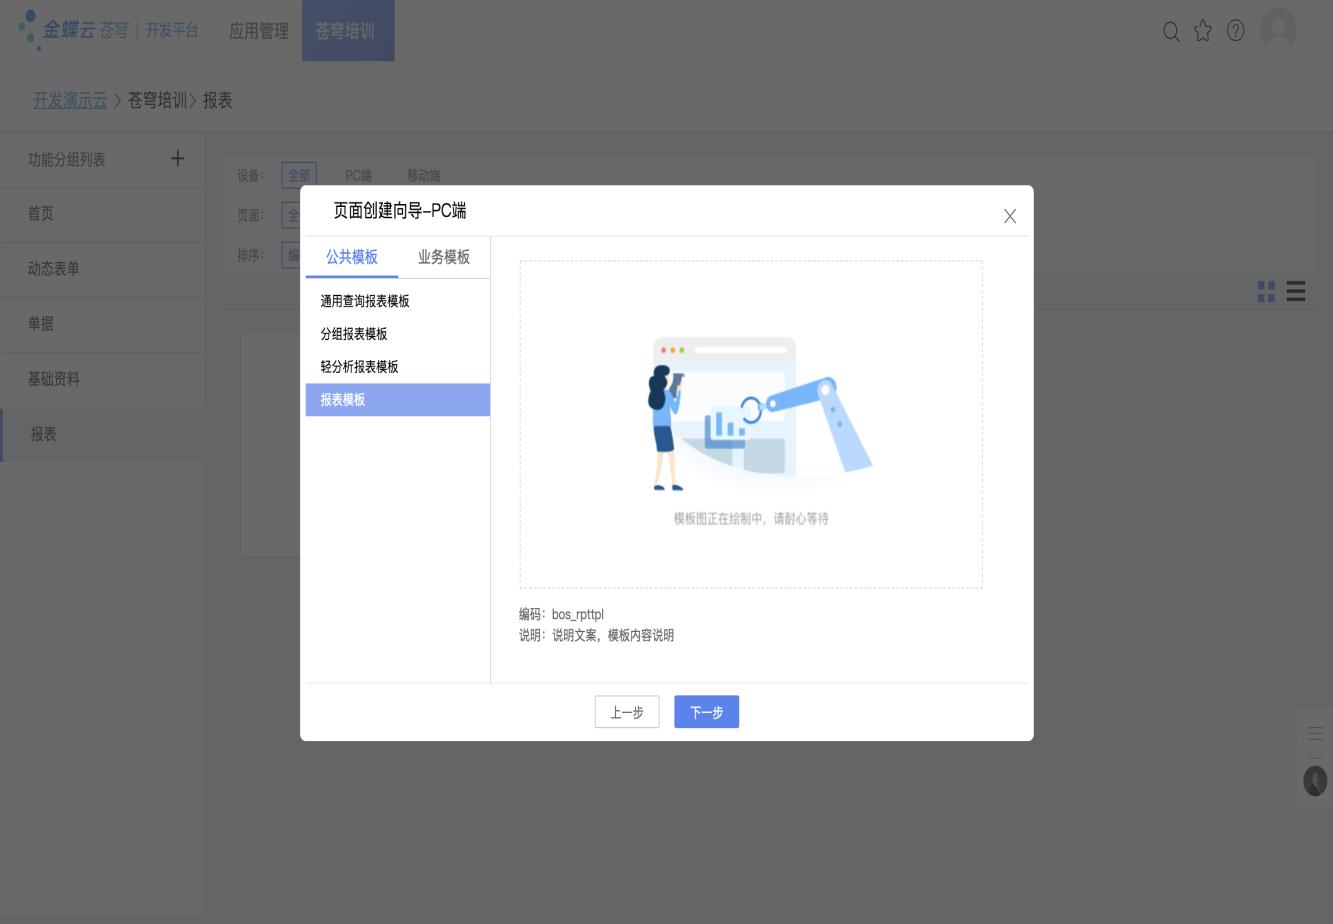 金蝶云 苍穹 | 开发平台 应用管理 苍穹培训
开发演示云 > 苍穹培训 > 报表
功能分组列表 +
首页
动态表单
单据
基础资料
报表
设备： 全部 PC端 移动端
页面：
排序：
页面创建向导-PC端
公共模板 业务模板
通用查询报表模板
分组报表模板
轻分析报表模板
报表模板
模板图正在绘制中，请耐心等待
编码：bos_rpttpl
说明：说明文案，模板内容说明
上一步 下一步